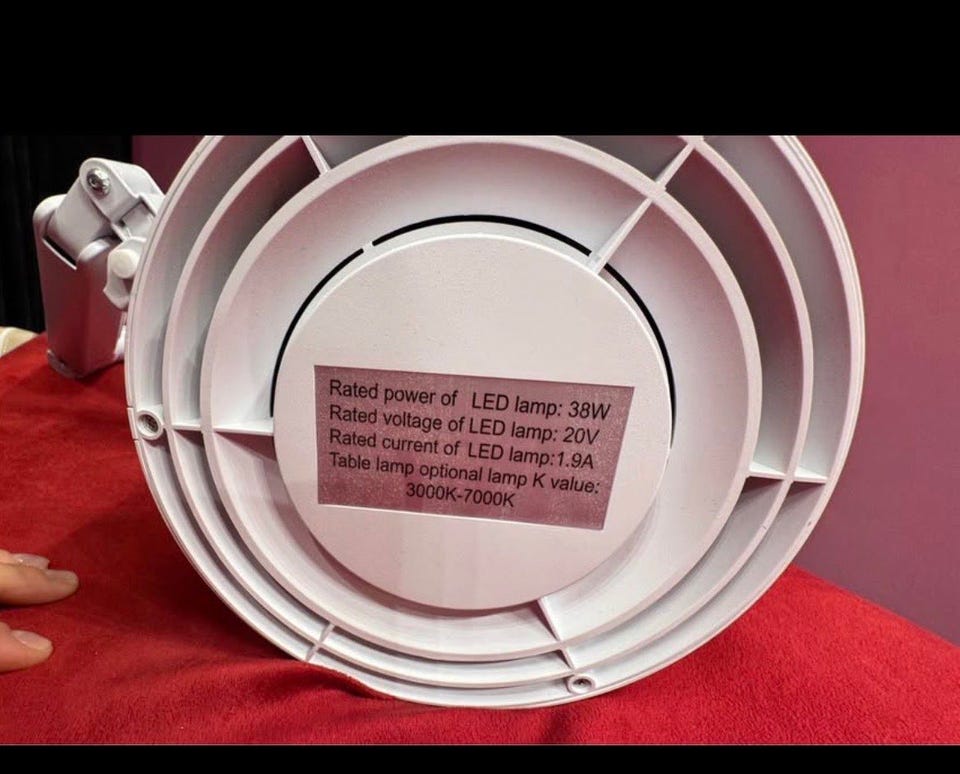 Rated power of LED lamp: 38W
Rated voltage of LED lamp: 20V
Rated current of LED lamp:1.9A
Table lamp optional lamp K value:
3000K-7000K